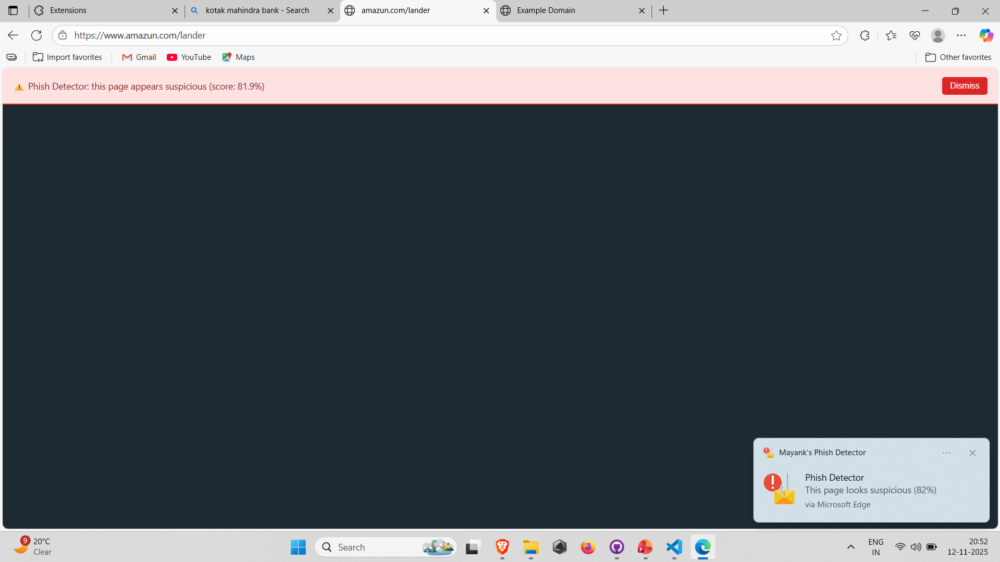 Extensions
kotak mahindra bank - Search
amazun.com/lander
Example Domain
https://www.amazun.com/lander
Import favorites
Gmail
YouTube
Maps
Other favorites
Phish Detector: this page appears suspicious (score: 81.9%)
Dismiss
Mayank's Phish Detector
Phish Detector
This page looks suspicious (82%)
via Microsoft Edge
9
20°C
Clear
Search
P
ENG
IN
20:52
12-11-2025